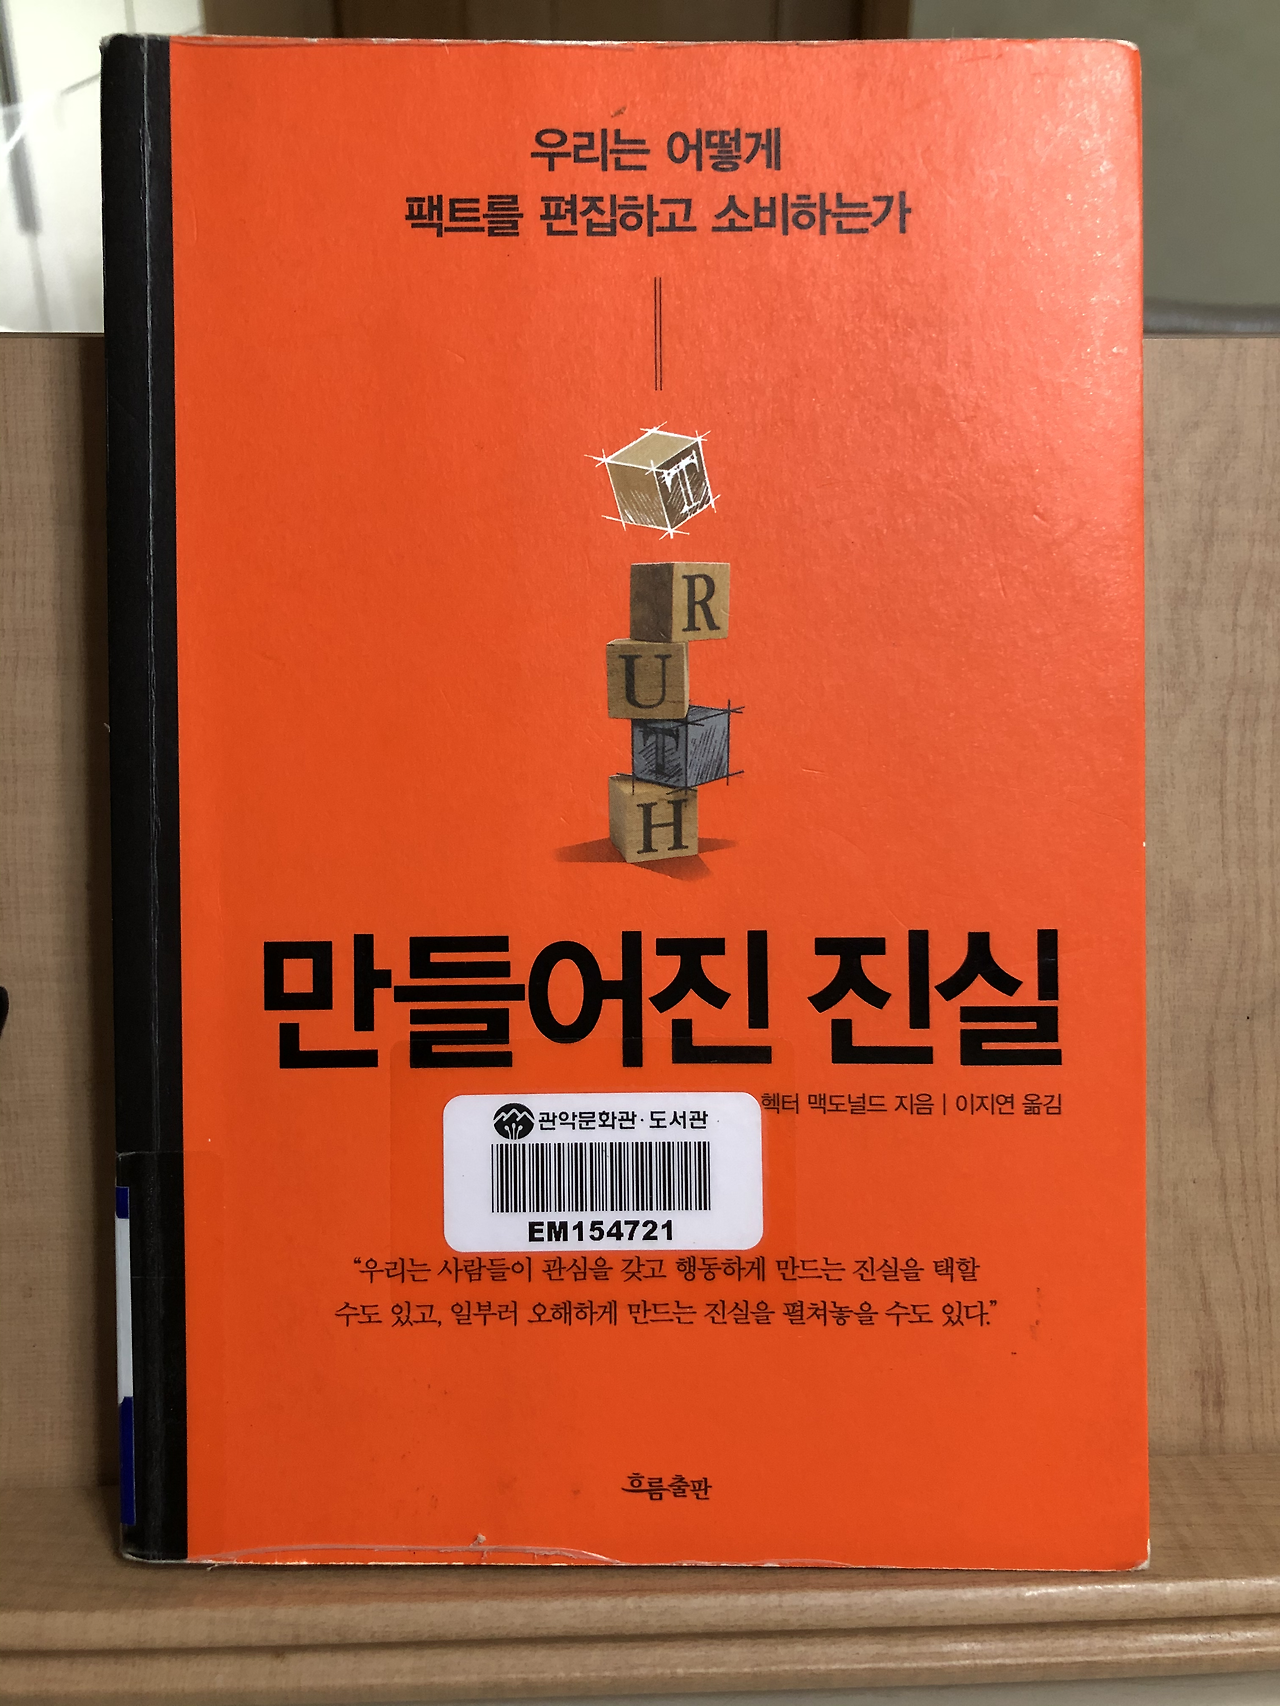 우리는 어떻게
팩트를 편집하고 소비하는가
T
R
U
T
H
만들어진 진실
헥터 맥도널드 지음 | 이지연 옮김
관악문화관·도서관
EM154721
“우리는 사람들이 관심을 갖고 행동하게 만드는 진실을 택할
수도 있고, 일부러 오해하게 만드는 진실을 펼쳐놓을 수도 있다.”
흐름출판